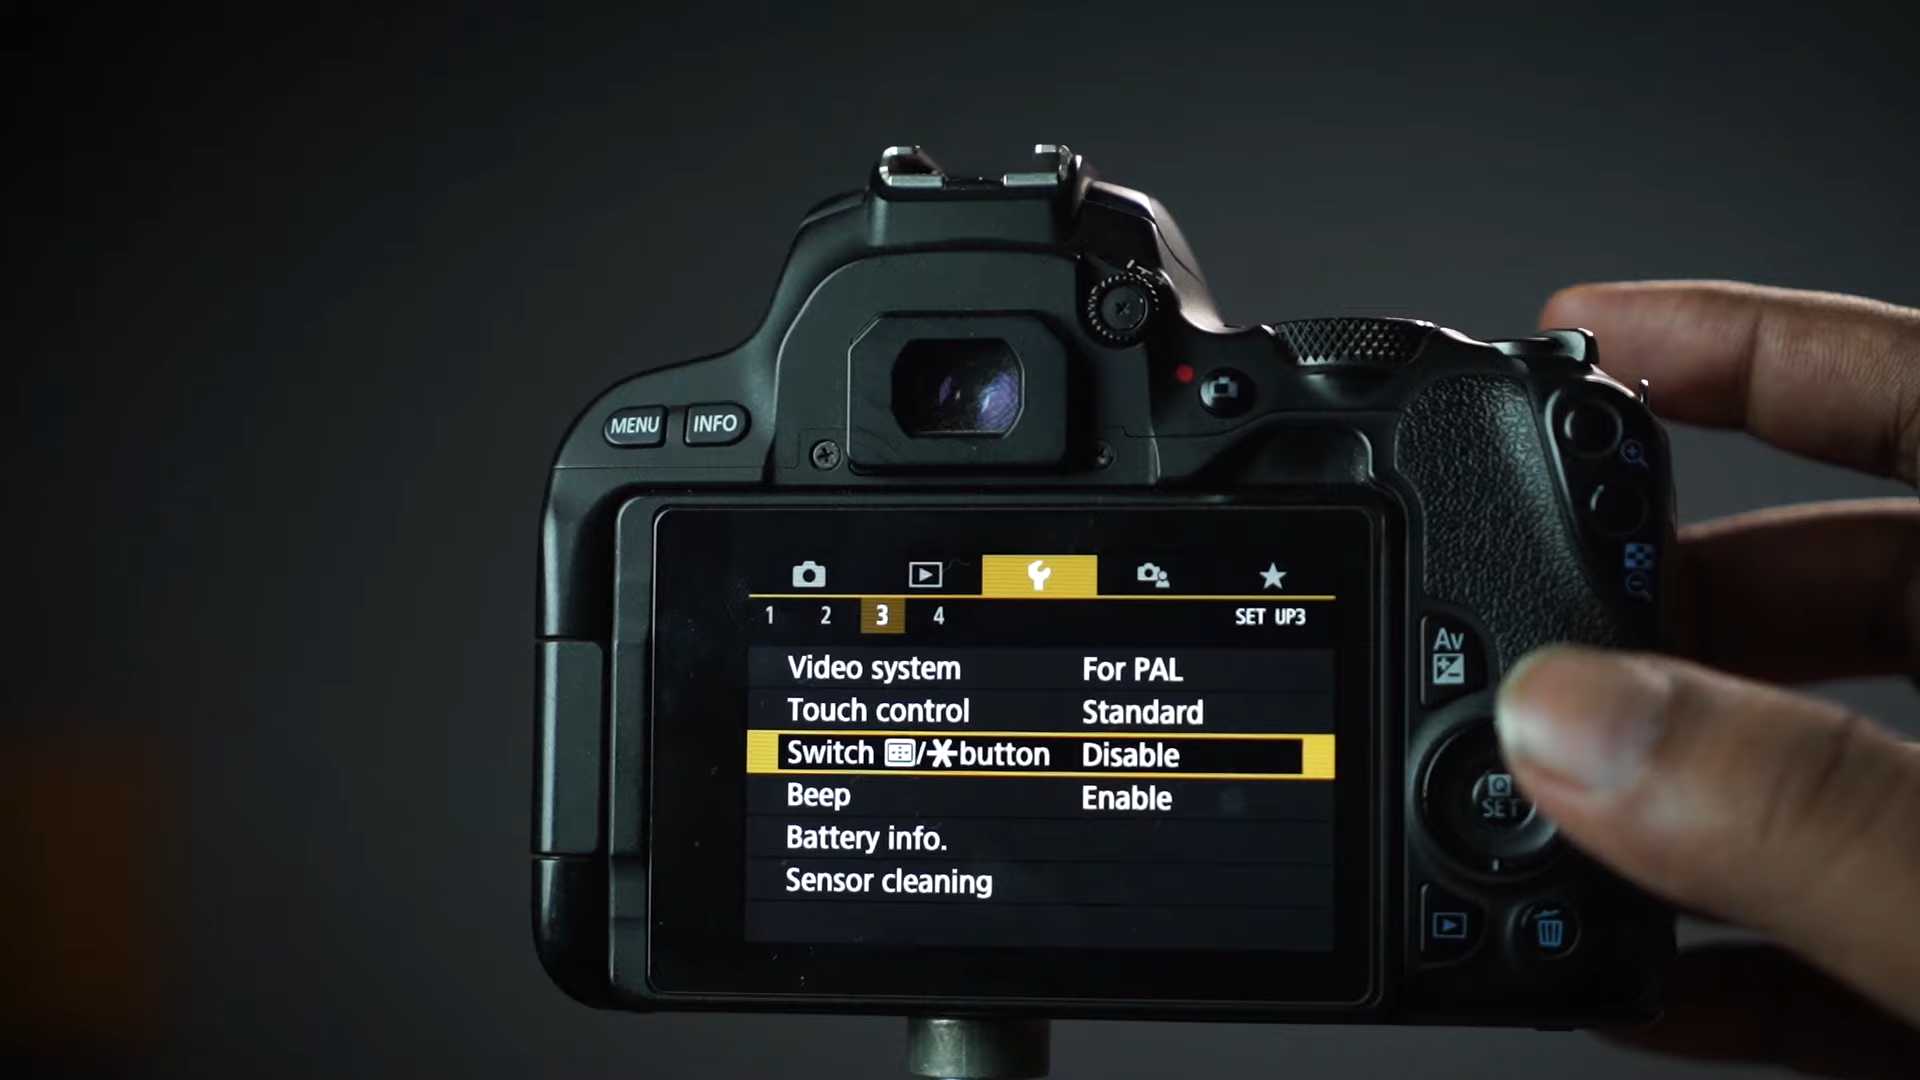 MENU INFO
1 2 3 4 SET UP3
Video system For PAL
Touch control Standard
Switch /button Disable
Beep Enable
Battery info.
Sensor cleaning
Av
Q
SET